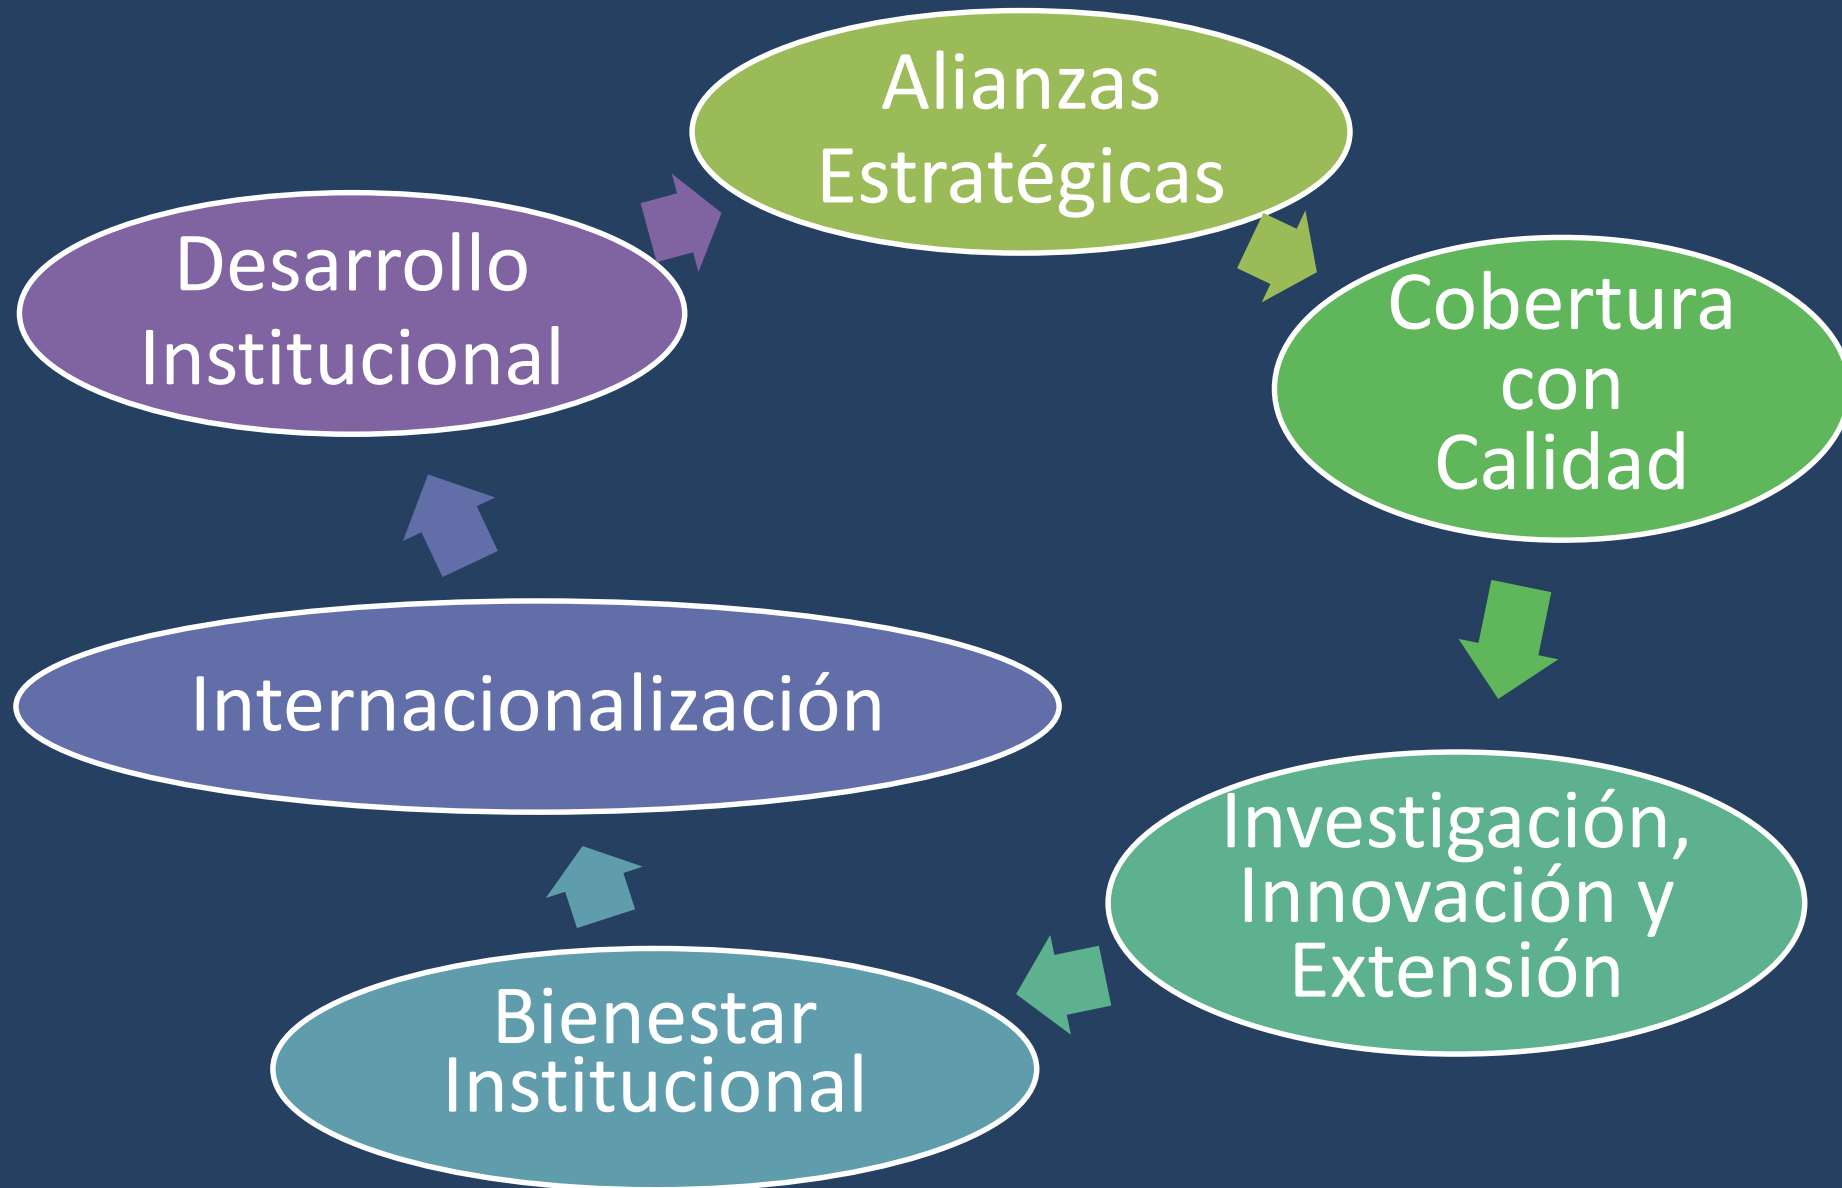 Alianzas
Estratégicas
Cobertura
con
Calidad
Investigación,
Innovación y
Extensión
Bienestar
Institucional
Internacionalización
Desarrollo
Institucional